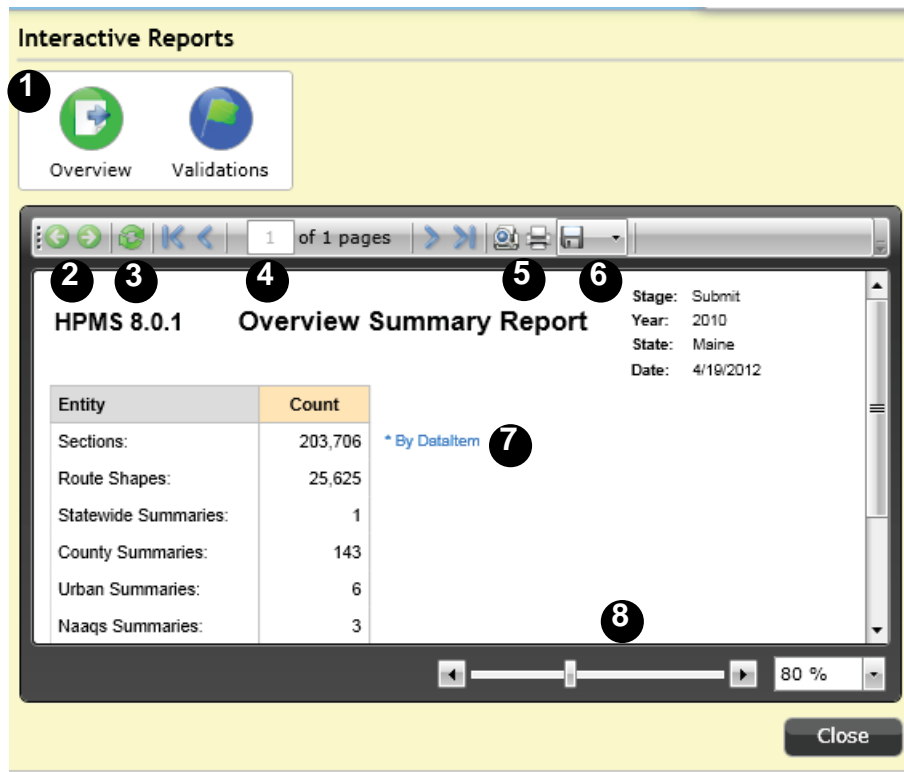 Interactive Reports
1
Overview Validations
1 of 1 pages
2 3 4 5 6
HPMS 8.0.1 Overview Summary Report
Stage: Submit
Year: 2010
State: Maine
Date: 4/19/2012
Entity Count
Sections: 203,706 * By DataItem 7
Route Shapes: 25,625
Statewide Summaries: 1
County Summaries: 143
Urban Summaries: 6
Naaqs Summaries: 3
8
80 %
Close